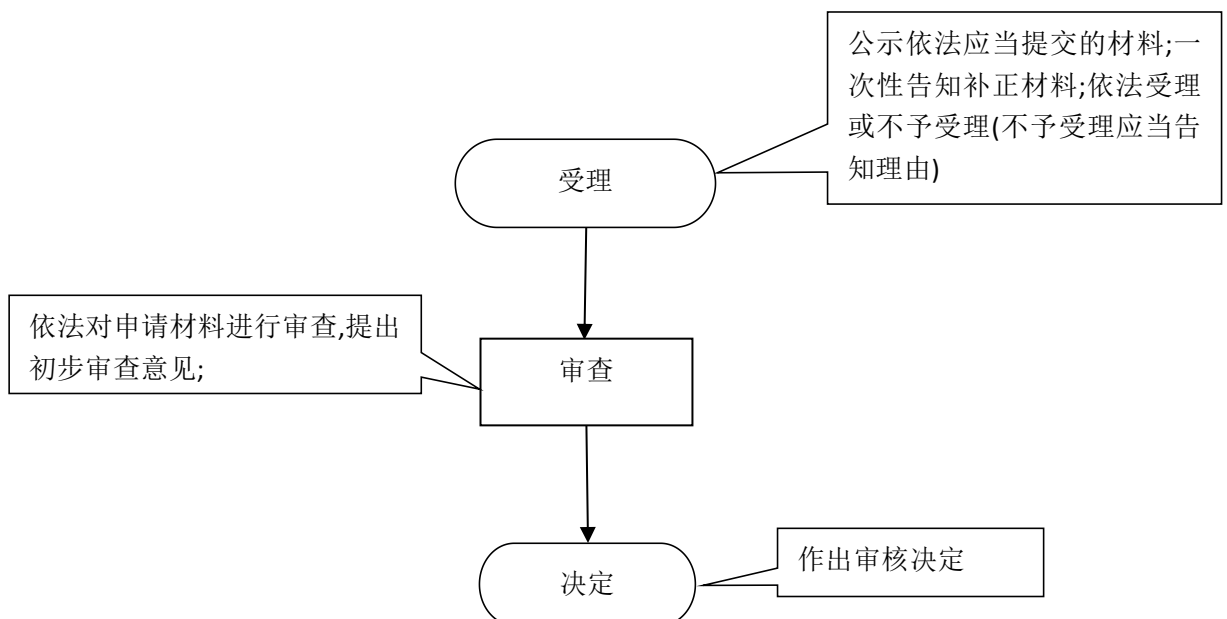 公示依法应当提交的材料;一
次性告知补正材料;依法受理
或不予受理(不予受理应当告
知理由)
受理
依法对申请材料进行审查,提出
初步审查意见;
审查
作出审核决定
决定